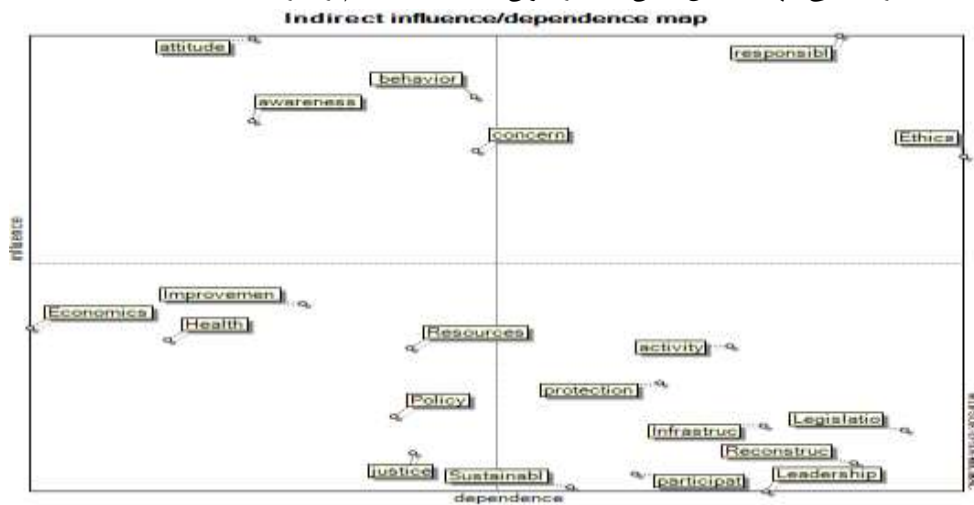 Indirect influence/dependence map
attitude
responsibl
behavior
awareness
concern
Ethics
influence
Improvemen
Economics
Health
Resources
activity
protection
Policy
Legislatio
Infrastruc
Reconstruc
justice
Sustainabl
participat
Leadership
dependence